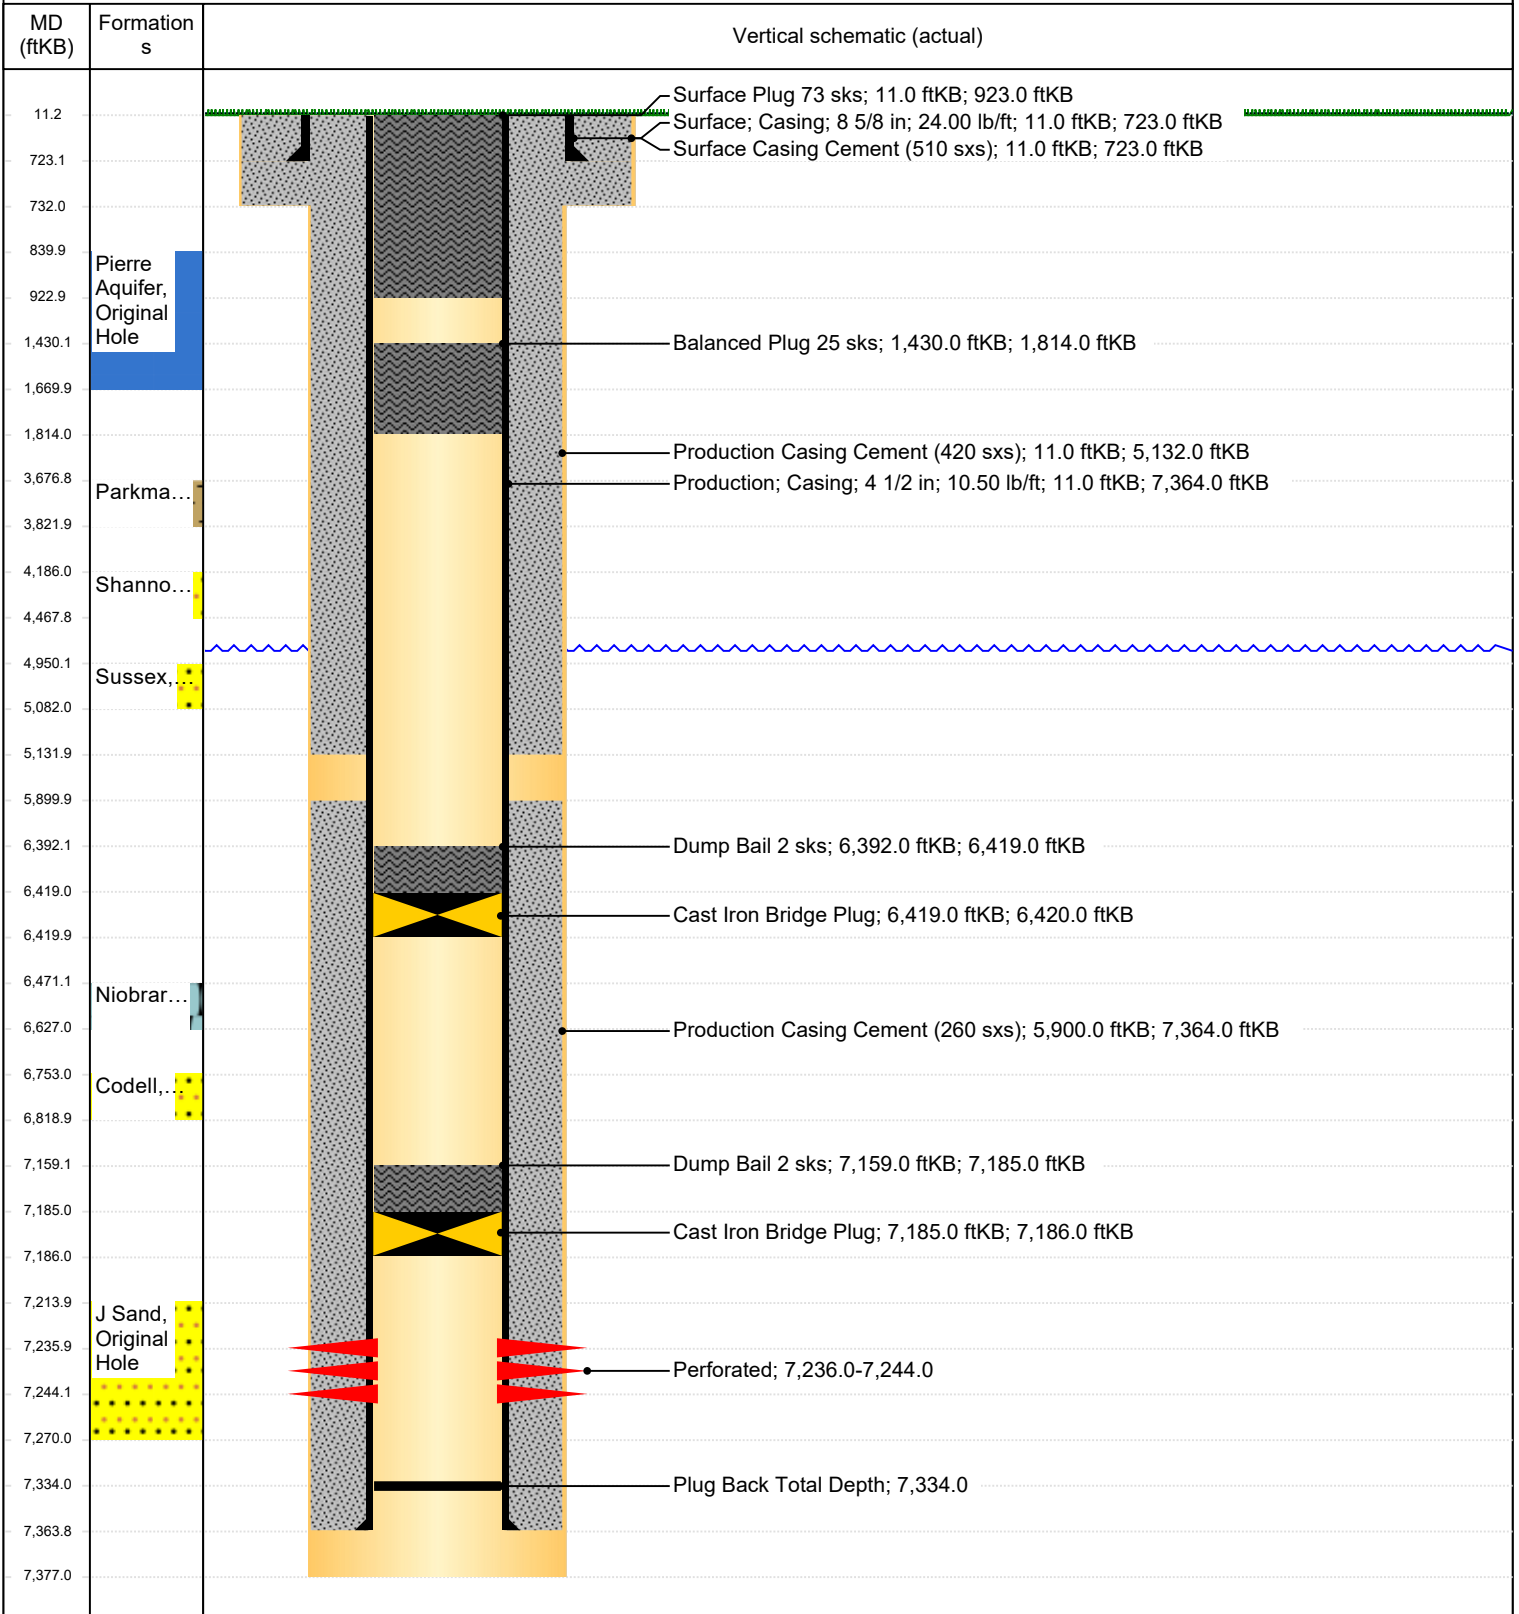 MD
(ftKB)
Formation
s
Vertical schematic (actual)
11.2
723.1
732.0
839.9
922.9
1,430.1
1,669.9
1,814.0
3,676.8
3,821.9
4,186.0
4,467.8
4,950.1
5,082.0
5,131.9
5,899.9
6,392.1
6,419.0
6,419.9
6,471.1
6,627.0
6,753.0
6,818.9
7,159.1
7,185.0
7,186.0
7,213.9
7,235.9
7,244.1
7,270.0
7,334.0
7,363.8
7,377.0
Pierre
Aquifer,
Original
Hole
Parkma…
Shanno…
Sussex,…
Niobrar…
Codell,…
J Sand,
Original
Hole
Surface Plug 73 sks; 11.0 ftKB; 923.0 ftKB
Surface; Casing; 8 5/8 in; 24.00 lb/ft; 11.0 ftKB; 723.0 ftKB
Surface Casing Cement (510 sxs); 11.0 ftKB; 723.0 ftKB
Balanced Plug 25 sks; 1,430.0 ftKB; 1,814.0 ftKB
Production Casing Cement (420 sxs); 11.0 ftKB; 5,132.0 ftKB
Production; Casing; 4 1/2 in; 10.50 lb/ft; 11.0 ftKB; 7,364.0 ftKB
Dump Bail 2 sks; 6,392.0 ftKB; 6,419.0 ftKB
Cast Iron Bridge Plug; 6,419.0 ftKB; 6,420.0 ftKB
Production Casing Cement (260 sxs); 5,900.0 ftKB; 7,364.0 ftKB
Dump Bail 2 sks; 7,159.0 ftKB; 7,185.0 ftKB
Cast Iron Bridge Plug; 7,185.0 ftKB; 7,186.0 ftKB
Perforated; 7,236.0-7,244.0
Plug Back Total Depth; 7,334.0